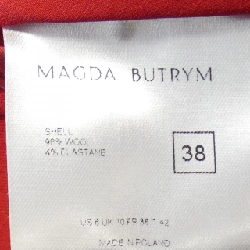 MAGDA BUTRYM
SHELL
96% WOOL
4% ELASTANE
38
US 6 UK 10 FR 38 IT 42
MADE IN POLAND